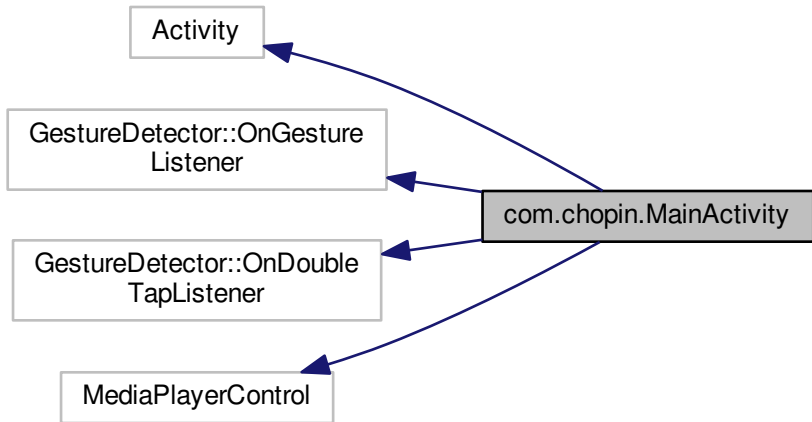 Activity
GestureDetector::OnGesture
Listener
com.chopin.MainActivity
GestureDetector::OnDouble
TapListener
MediaPlayerControl